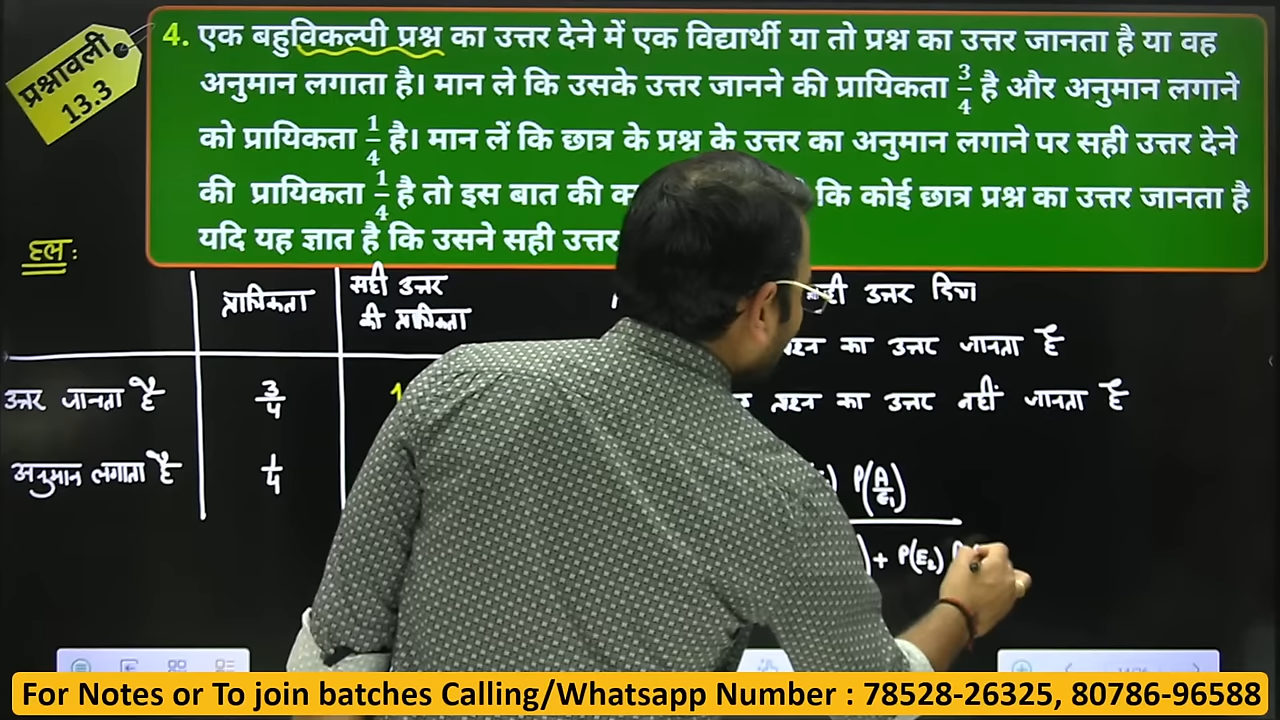 प्रश्नावली
13.3
4. एक बहुविकल्पी प्रश्न का उत्तर देने में एक विद्यार्थी या तो प्रश्न का उत्तर जानता है या वह
अनुमान लगाता है। मान ले कि उसके उत्तर जानने की प्रायिकता 3/4 है और अनुमान लगाने
को प्रायिकता 1/4 है। मान लें कि छात्र के प्रश्न के उत्तर का अनुमान लगाने पर सही उत्तर देने
की प्रायिकता 1/4 है तो इस बात की कि कोई छात्र प्रश्न का उत्तर जानता है
यदि यह ज्ञात है कि उसने सही उत्तर
हल:
प्रायिकता
सही उत्तर
की प्रायिकता
उत्तर दिया
का उत्तर जानता है
उत्तर जानता है 3/4 1
प्रश्न का उत्तर नहीं जानता है
अनुमान लगाता है 1/4
P(A/E₁)
) + P(E₂)
For Notes or To join batches Calling/Whatsapp Number : 78528-26325, 80786-96588